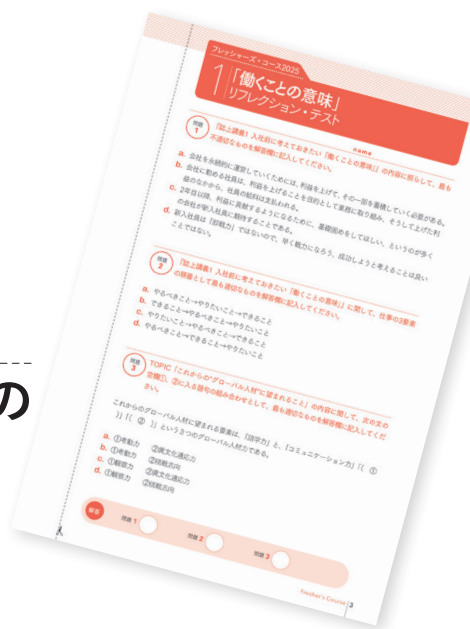 フレッシャーズ・コース2025
1
「働くことの意味」
リフレクション・テスト
name
問題
1
「誌上講義! 入社前に考えておきたい「働くことの意味」」の内容に照らして、最も
不適切なものを解答欄に記入してください。
a. 会社を永続的に運営していくためには、利益を上げて、その一部を蓄積していく必要がある。
b. 会社に勤める社員は、利益を上げることを目的として業務に取り組み、そうして上げた利
益のなかから、社員の給料は支払われる。
c. 2年目以降、利益に貢献するようになるために、基礎固めをしてほしい、というのが多く
の会社が新入社員に期待することである。
d. 新入社員は「即戦力」ではないので、早く戦力になろう、成功しようと考えることは良い
ことではない。
問題
2
「誌上講義! 入社前に考えておきたい「働くことの意味」」に関して、仕事の3要素
の順番として最も適切なものを解答欄に記入してください。
a. やるべきこと→やりたいこと→できること
b. できること→やるべきこと→やりたいこと
c. やりたいこと→やるべきこと→できること
d. やるべきこと→できること→やりたいこと
の
問題
3
TOPIC「これからの“グローバル人材”に望まれること」の内容に関して、次の文の
空欄①、②に入る語句の組み合わせとして、最も適切なものを解答欄に記入してくだ
さい。
これからのグローバル人材に望まれる要素は、「語学力」と、「コミュニケーション力」「( ①
)」「( ② )」という3つのグローバル人材力である。
a. ①考動力 ②異文化適応力
b. ①考動力 ②挑戦志向
c. ①観察力 ②異文化適応力
d. ①観察力 ②挑戦志向
解答
問題 1
問題 2
問題 3
Fresher's Course 3